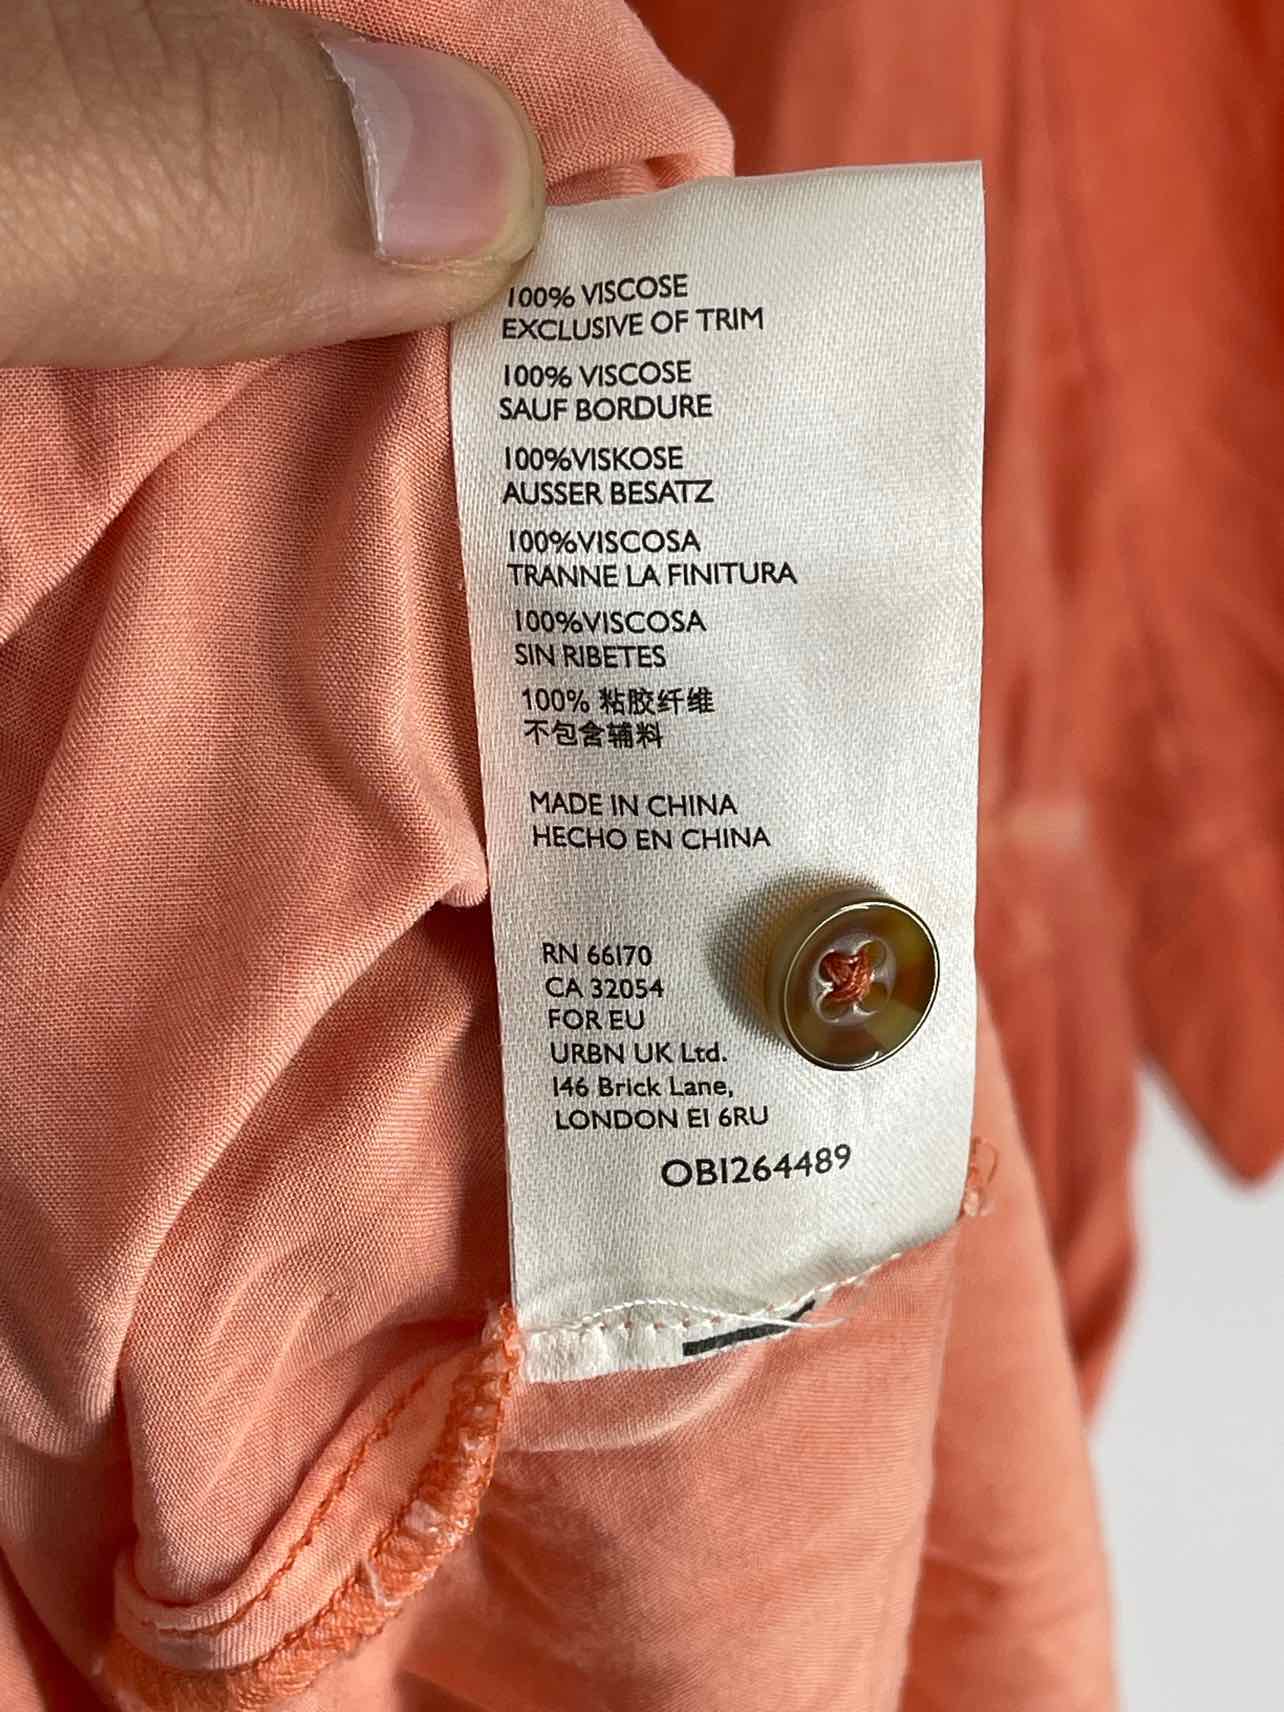 100% VISCOSE
EXCLUSIVE OF TRIM
100% VISCOSE
SAUF BORDURE
100%VISKOSE
AUSSER BESATZ
100%VISCOSA
TRANNE LA FINITURA
100%VISCOSA
SIN RIBETES
100% 粘胶纤维
不包含辅料
MADE IN CHINA
HECHO EN CHINA
RN 66170
CA 32054
FOR EU
URBN UK Ltd.
146 Brick Lane,
LONDON E1 6RU
OB1264489